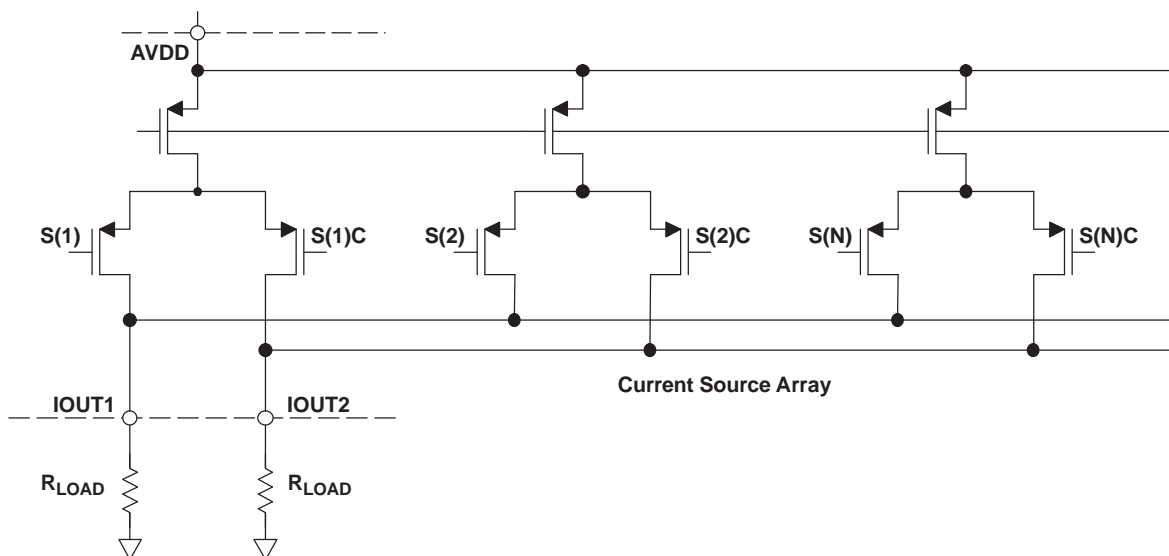 AVDD
S(1)
S(1)C
S(2)
S(2)C
S(N)
S(N)C
Current Source Array
IOUT1
IOUT2
RLOAD
RLOAD